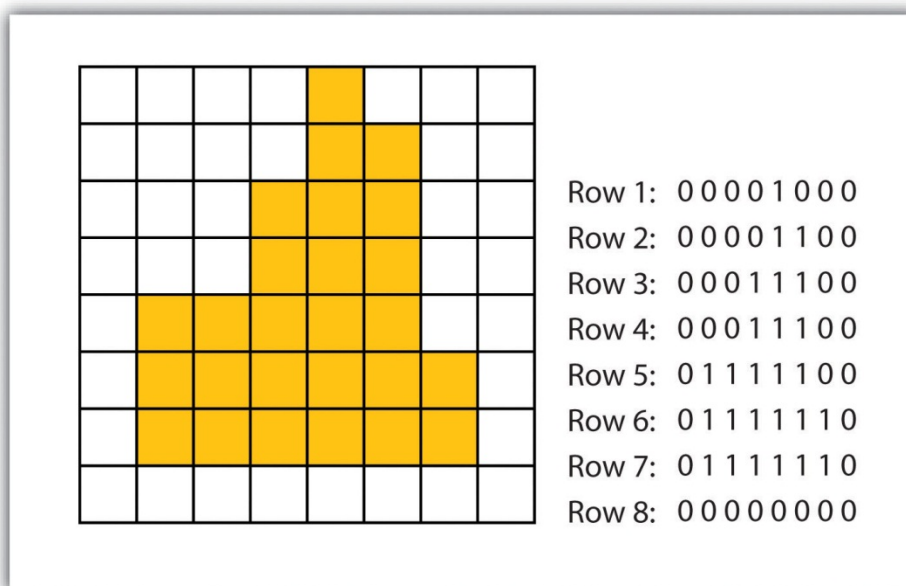 Row 1: 0 0 0 0 1 0 0 0
Row 2: 0 0 0 0 1 1 0 0
Row 3: 0 0 0 1 1 1 0 0
Row 4: 0 0 0 1 1 1 0 0
Row 5: 0 1 1 1 1 1 0 0
Row 6: 0 1 1 1 1 1 1 0
Row 7: 0 1 1 1 1 1 1 0
Row 8: 0 0 0 0 0 0 0 0